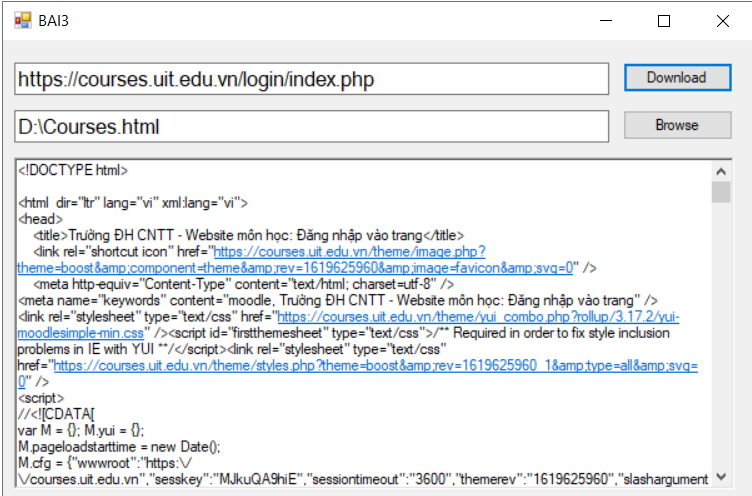 BAI3
https://courses.uit.edu.vn/login/index.php
Download
D:\Courses.html
Browse
<!DOCTYPE html>
<html  dir="ltr" lang="vi" xml:lang="vi">
<head>
    <title>Trường ĐH CNTT - Website môn học: Đăng nhập vào trang</title>
    <link rel="shortcut icon" href="https://courses.uit.edu.vn/theme/image.php?
theme=boost&amp;component=theme&amp;rev=1619625960&amp;image=favicon&amp;svg=0" />
    <meta http-equiv="Content-Type" content="text/html; charset=utf-8" />
<meta name="keywords" content="moodle, Trường ĐH CNTT - Website môn học: Đăng nhập vào trang" />
<link rel="stylesheet" type="text/css" href="https://courses.uit.edu.vn/theme/yui_combo.php?rollup/3.17.2/yui-
moodlesimple-min.css" /><script id="firstthemesheet" type="text/css">/** Required in order to fix style inclusion
problems in IE with YUI **/</script><link rel="stylesheet" type="text/css"
href="https://courses.uit.edu.vn/theme/styles.php?theme=boost&amp;rev=1619625960_1&amp;type=all&amp;svg=
0" />
<script>
//<![CDATA[
var M = {}; M.yui = {};
M.pageloadstarttime = new Date();
M.cfg = {"wwwroot":"https:\/
\/courses.uit.edu.vn","sesskey":"MJkuQA9hiE","sessiontimeout":"3600","themerev":"1619625960","slashargument